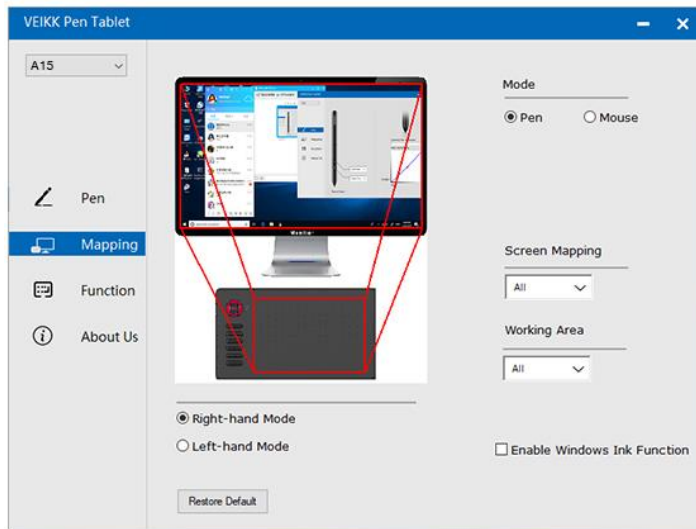 VEIKK Pen Tablet
A15
Pen
Mapping
Function
About Us
Right-hand Mode
Left-hand Mode
Restore Default
Mode
Pen
Mouse
Screen Mapping
All
Working Area
All
Enable Windows Ink Function